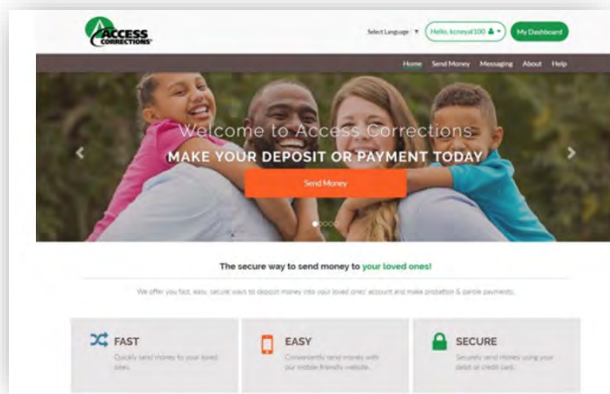 ACCESS
CORRECTIONS
Select Language ▼
Hello, kcneyal100
My Dashboard
Home Send Money Messaging About Help
Welcome to Access Corrections
MAKE YOUR DEPOSIT OR PAYMENT TODAY
Send Money
The secure way to send money to your loved ones!
We offer you fast, easy, secure ways to deposit money into your loved ones' account and make probation & parole payments.
FAST
Quickly send money to your loved
ones.
EASY
Conveniently send money with
our mobile friendly website.
SECURE
Securely send money using your
debit or credit card.